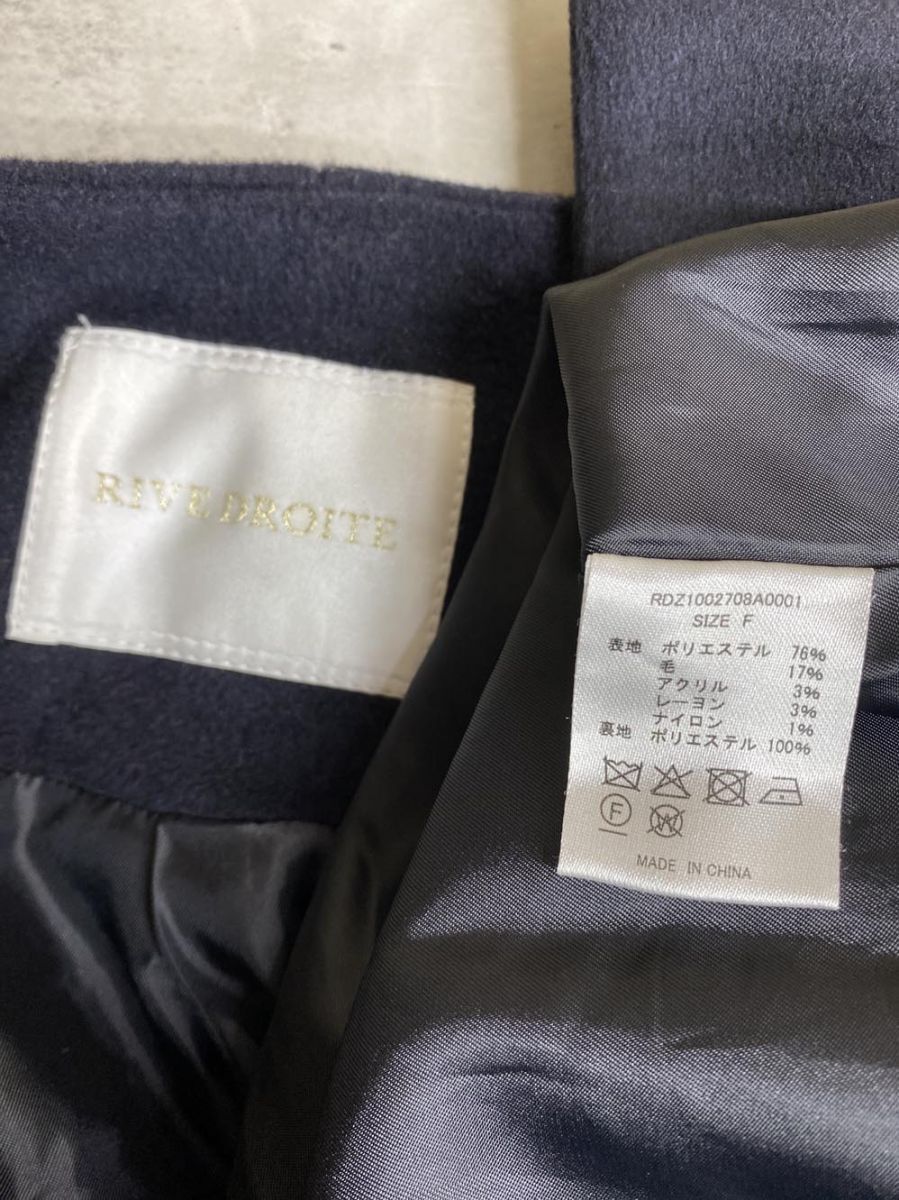 RIVE DROITE
RDZ1002708A0001
SIZE F
表地 ポリエステル 76%
毛 17%
アクリル 3%
レーヨン 3%
ナイロン 1%
裏地 ポリエステル 100%
F W
MADE IN CHINA